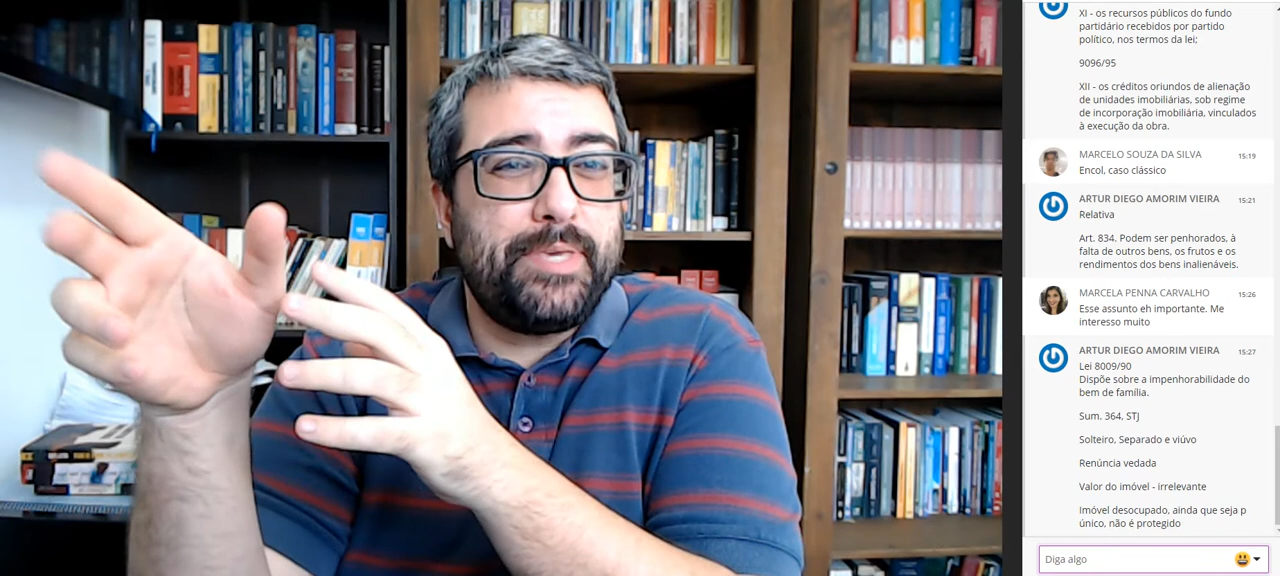 XI - os recursos públicos do fundo
partidário recebidos por partido
político, nos termos da lei;
9096/95
XII - os créditos oriundos de alienação
de unidades imobiliárias, sob regime
de incorporação imobiliária, vinculados
à execução da obra.
MARCELO SOUZA DA SILVA 15:19
Encol, caso clássico
ARTUR DIEGO AMORIM VIEIRA 15:21
Relativa
Art. 834. Podem ser penhorados, à
falta de outros bens, os frutos e os
rendimentos dos bens inalienáveis.
MARCELA PENNA CARVALHO 15:26
Esse assunto eh importante. Me
interesso muito
ARTUR DIEGO AMORIM VIEIRA 15:27
Lei 8009/90
Dispõe sobre a impenhorabilidade do
bem de família.
Sum. 364, STJ
Solteiro, Separado e viúvo
Renúncia vedada
Valor do imóvel - irrelevante
Imóvel desocupado, ainda que seja p
único, não é protegido
Diga algo